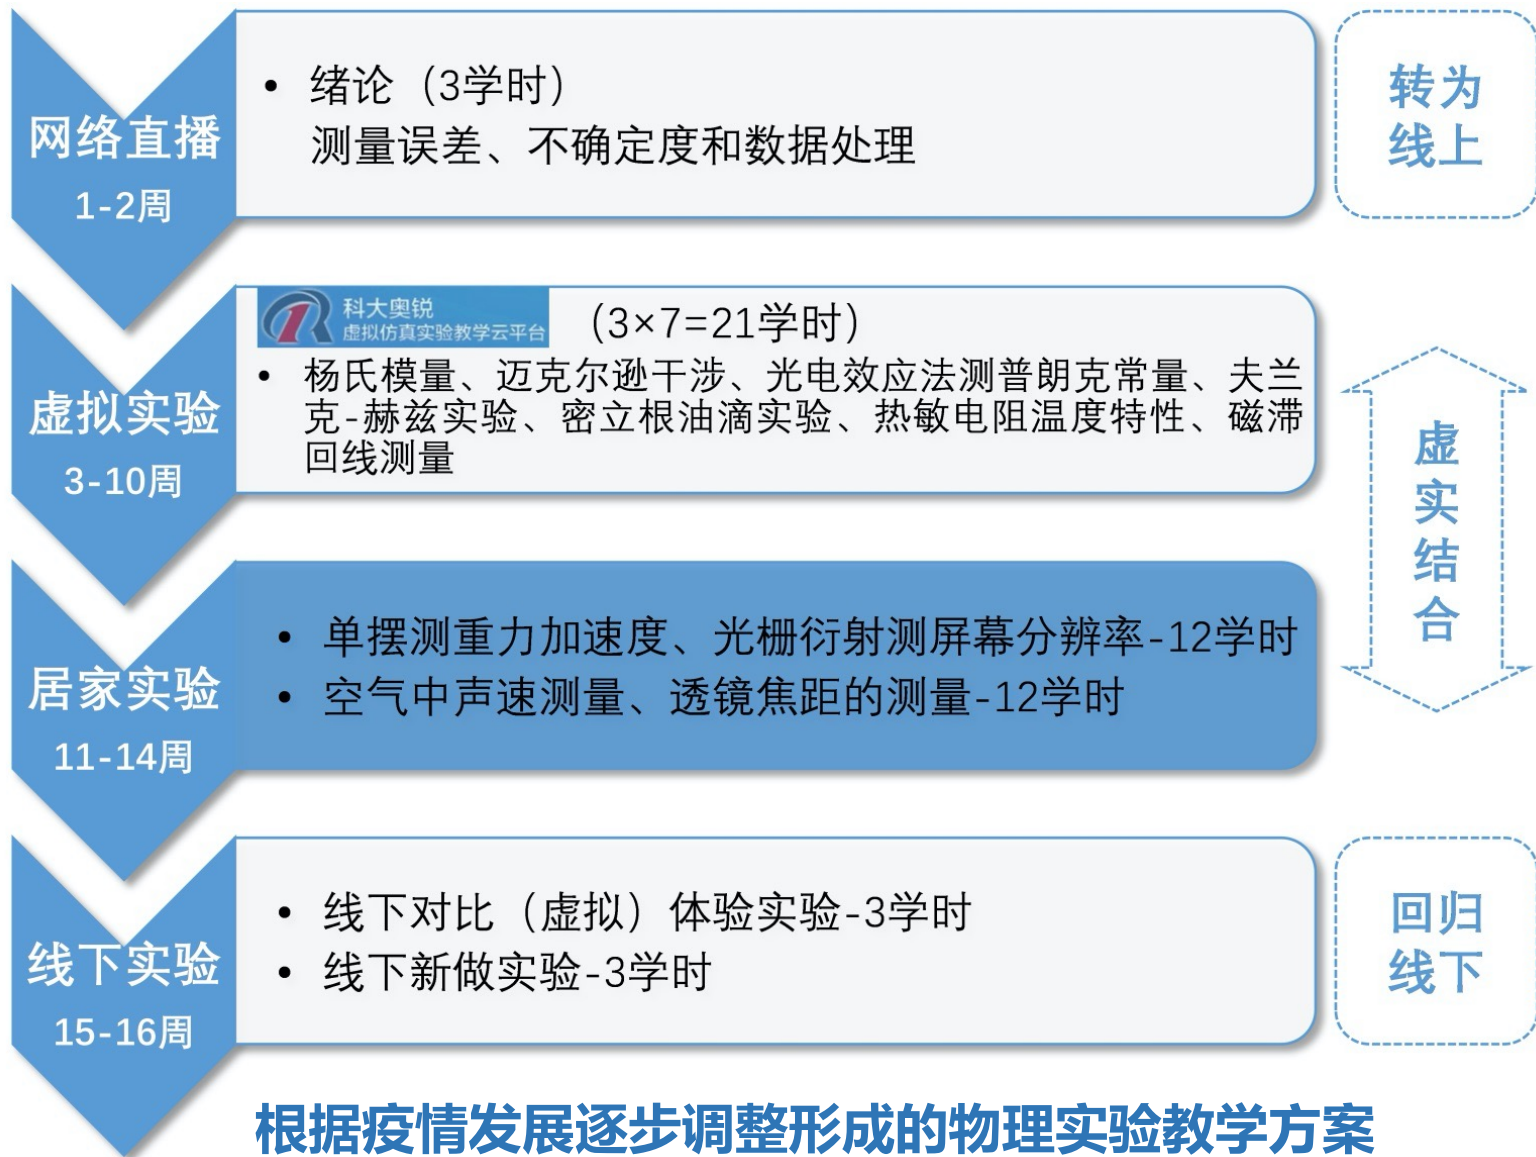 网络直播
1-2周
• 绪论（3学时）
测量误差、不确定度和数据处理
转为
线上
虚拟实验
3-10周
科大奥锐
虚拟仿真实验教学云平台
（3×7=21学时）
• 杨氏模量、迈克尔逊干涉、光电效应法测普朗克常量、夫兰
克-赫兹实验、密立根油滴实验、热敏电阻温度特性、磁滞
回线测量
虚
实
结
合
居家实验
11-14周
• 单摆测重力加速度、光栅衍射测屏幕分辨率-12学时
• 空气中声速测量、透镜焦距的测量-12学时
线下实验
15-16周
• 线下对比（虚拟）体验实验-3学时
• 线下新做实验-3学时
回归
线下
根据疫情发展逐步调整形成的物理实验教学方案